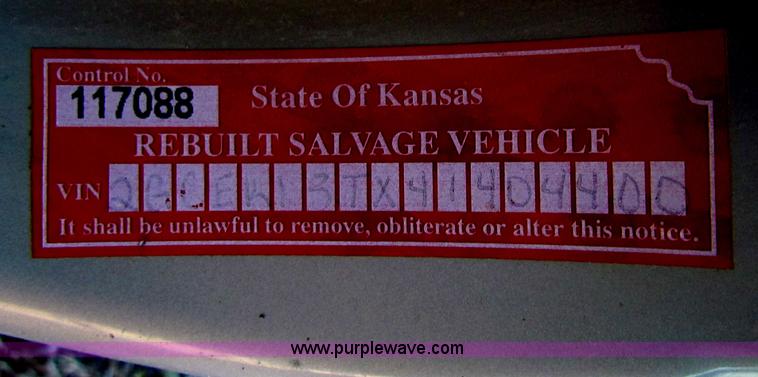 Control No.
117088
State Of Kansas
REBUILT SALVAGE VEHICLE
VIN 2GCEK13TX41404400
It shall be unlawful to remove, obliterate or alter this notice.
www.purplewave.com